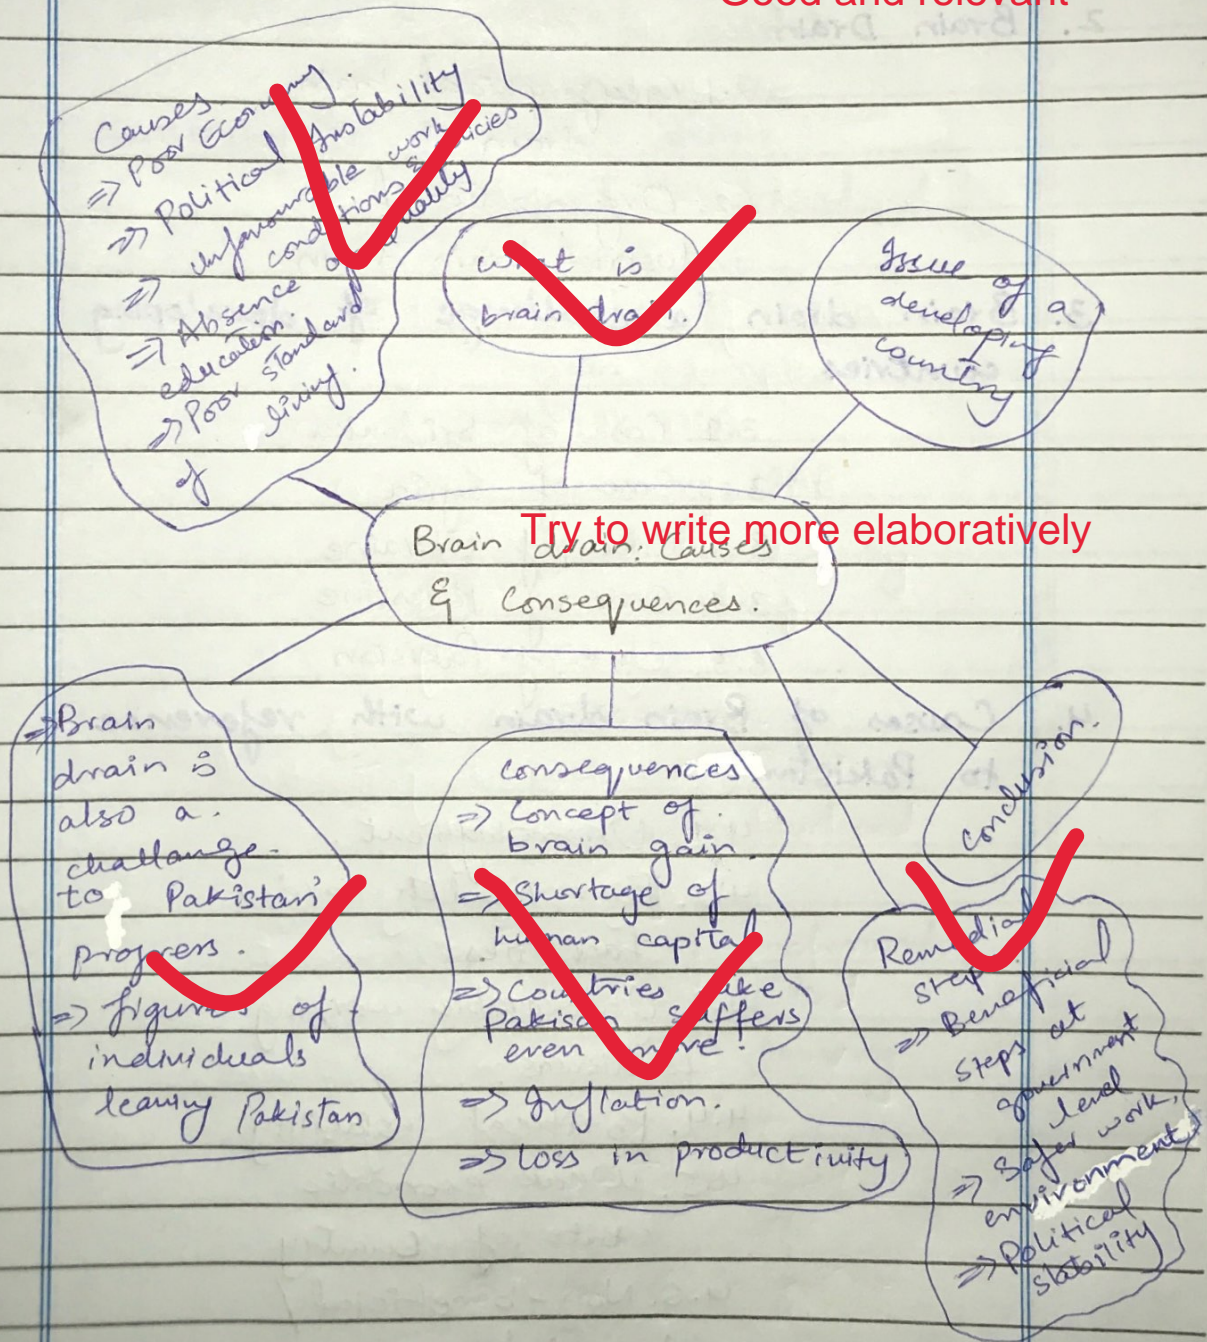 Good and relevant
Causes
=> Poor Economy.
=> Political Instability
=> Unfavourable work
conditions & policies.
=> Absence of quality
education
=> Poor standard
of living.
What is
brain drain.
Issue of a
developing
country
Try to write more elaboratively
Brain drain: Causes
& Consequences.
=> Brain
drain is
also a
challange
to Pakistan'
progress.
=> figures of
individuals
leaving Pakistan
consequences
=> Concept of
brain gain.
=> Shortage of
human capital
=> Countries like
Pakisan suffers
even more!
=> Inflation.
=> Loss in productivity
Conclusion.
Remedial
steps
=> Beneficial
steps at
government
level
=> Safer work
environment
=> Political
stability